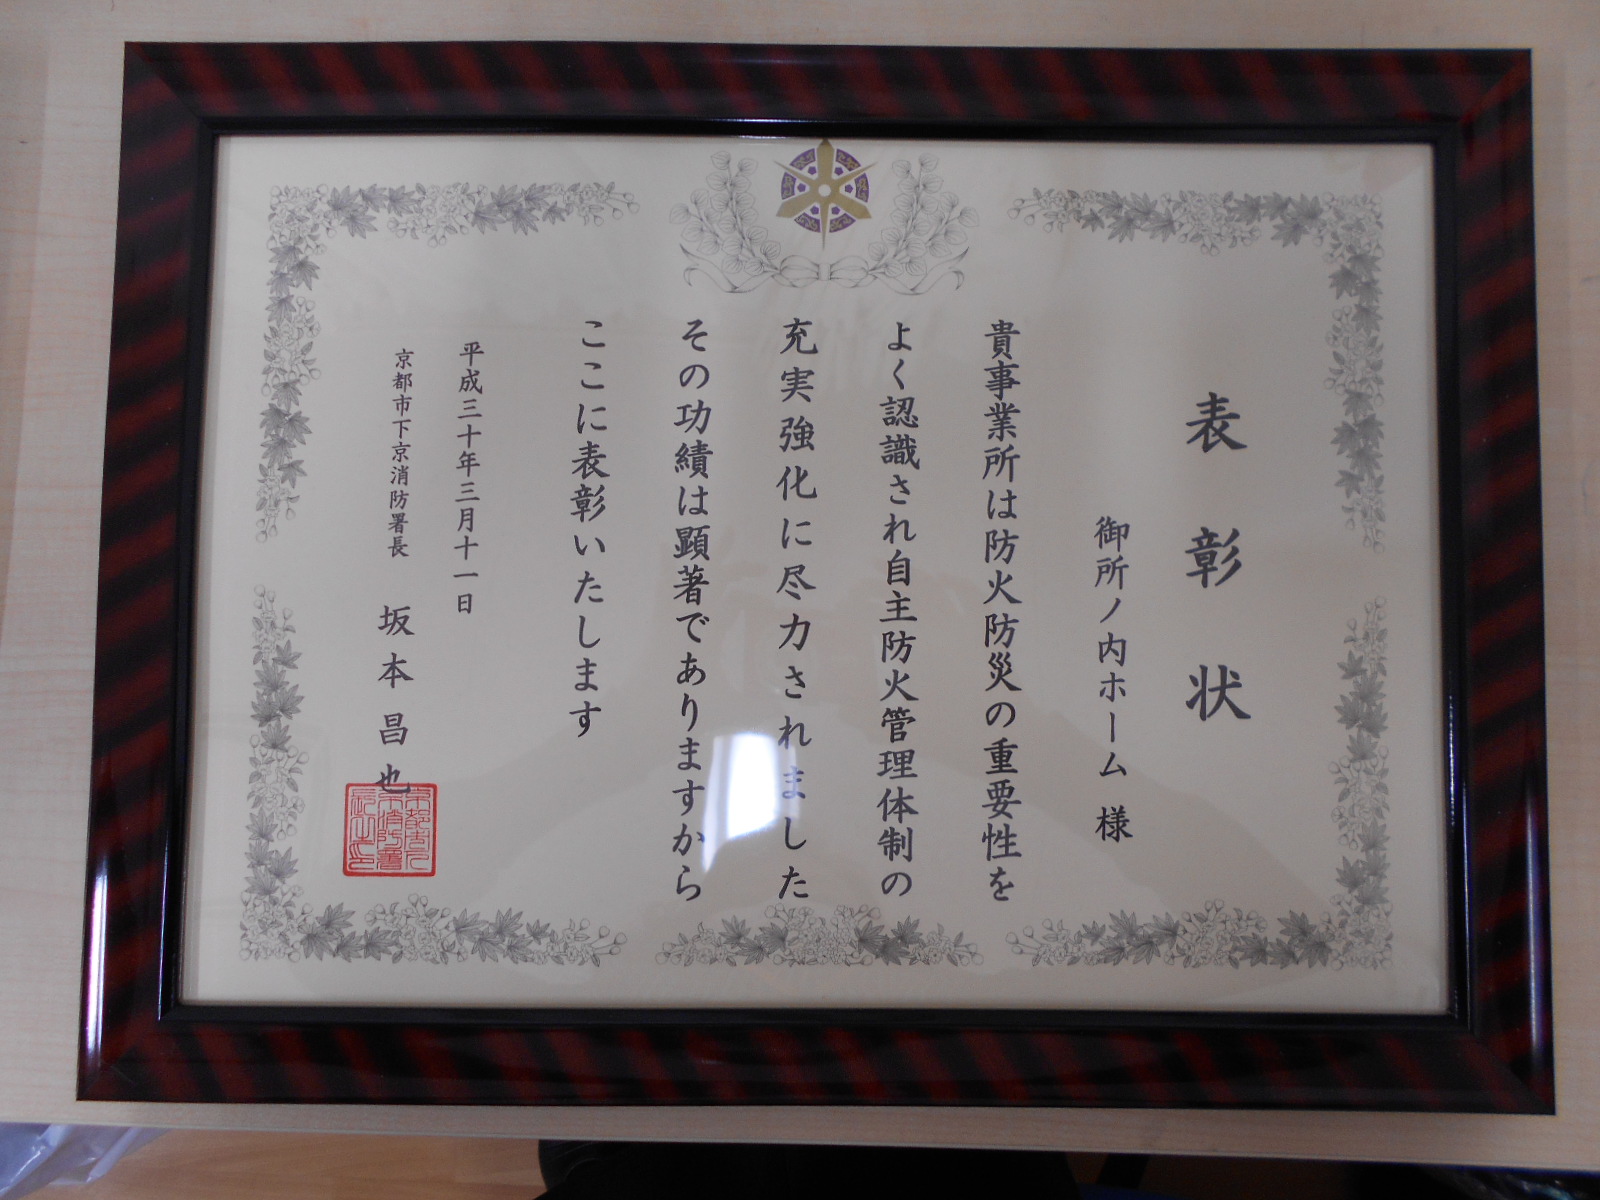 表彰状
御所ノ内ホーム 様
貴事業所は防火防災の重要性を
よく認識され自主防火管理体制の
充実強化に尽力されました
その功績は顕著でありますから
ここに表彰いたします
平成三十年三月十一日
京都市下京消防署長 坂本昌也